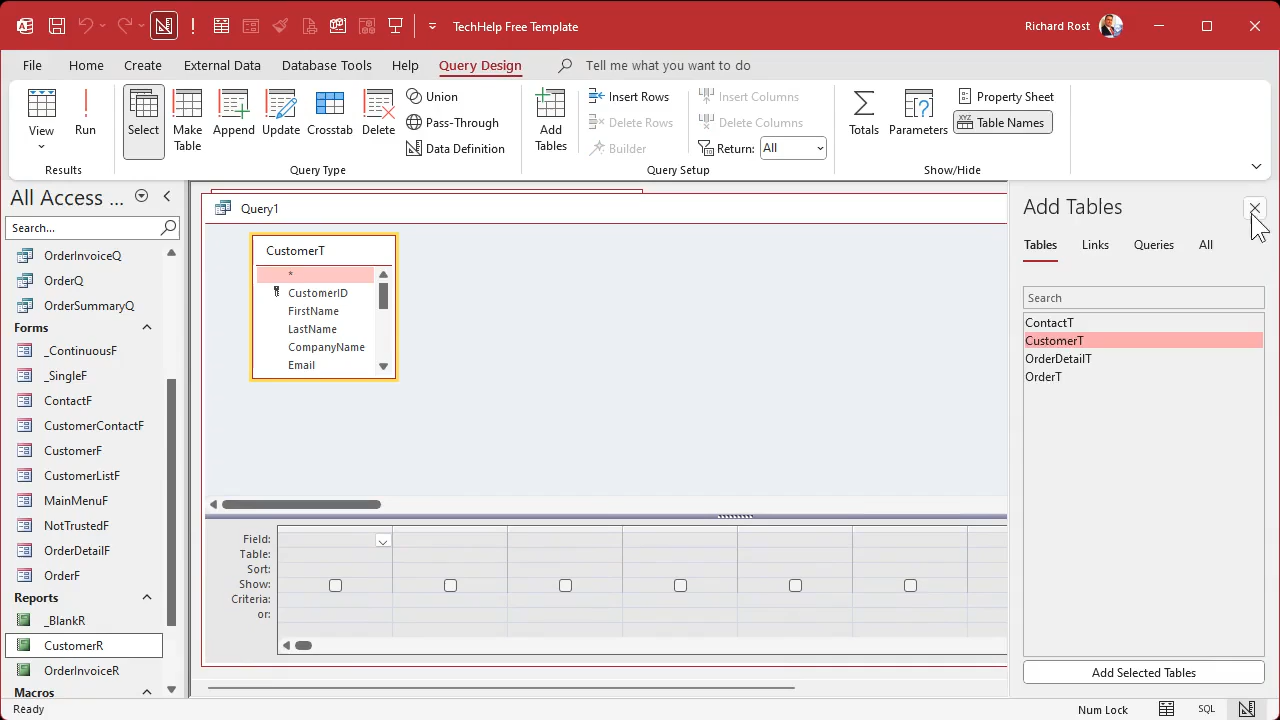 TechHelp Free Template
Richard Rost
File Home Create External Data Database Tools Help Query Design Tell me what you want to do
View
Run
Results
Select
Make Table
Append
Update
Crosstab
Delete
Union
Pass-Through
Data Definition
Query Type
Add Tables
Insert Rows
Delete Rows
Builder
Insert Columns
Delete Columns
Return: All
Query Setup
Totals
Parameters
Property Sheet
XYZ Table Names
Show/Hide
All Access ...
Search...
OrderInvoiceQ
OrderQ
OrderSummaryQ
Forms
_ContinuousF
_SingleF
ContactF
CustomerContactF
CustomerF
CustomerListF
MainMenuF
NotTrustedF
OrderDetailF
OrderF
Reports
_BlankR
CustomerR
OrderInvoiceR
Macros
Query1
CustomerT
*
CustomerID
FirstName
LastName
CompanyName
Email
Field:
Table:
Sort:
Show:
Criteria:
or:
Add Tables
Tables Links Queries All
Search
ContactT
CustomerT
OrderDetailT
OrderT
Add Selected Tables
Ready
Num Lock
SQL